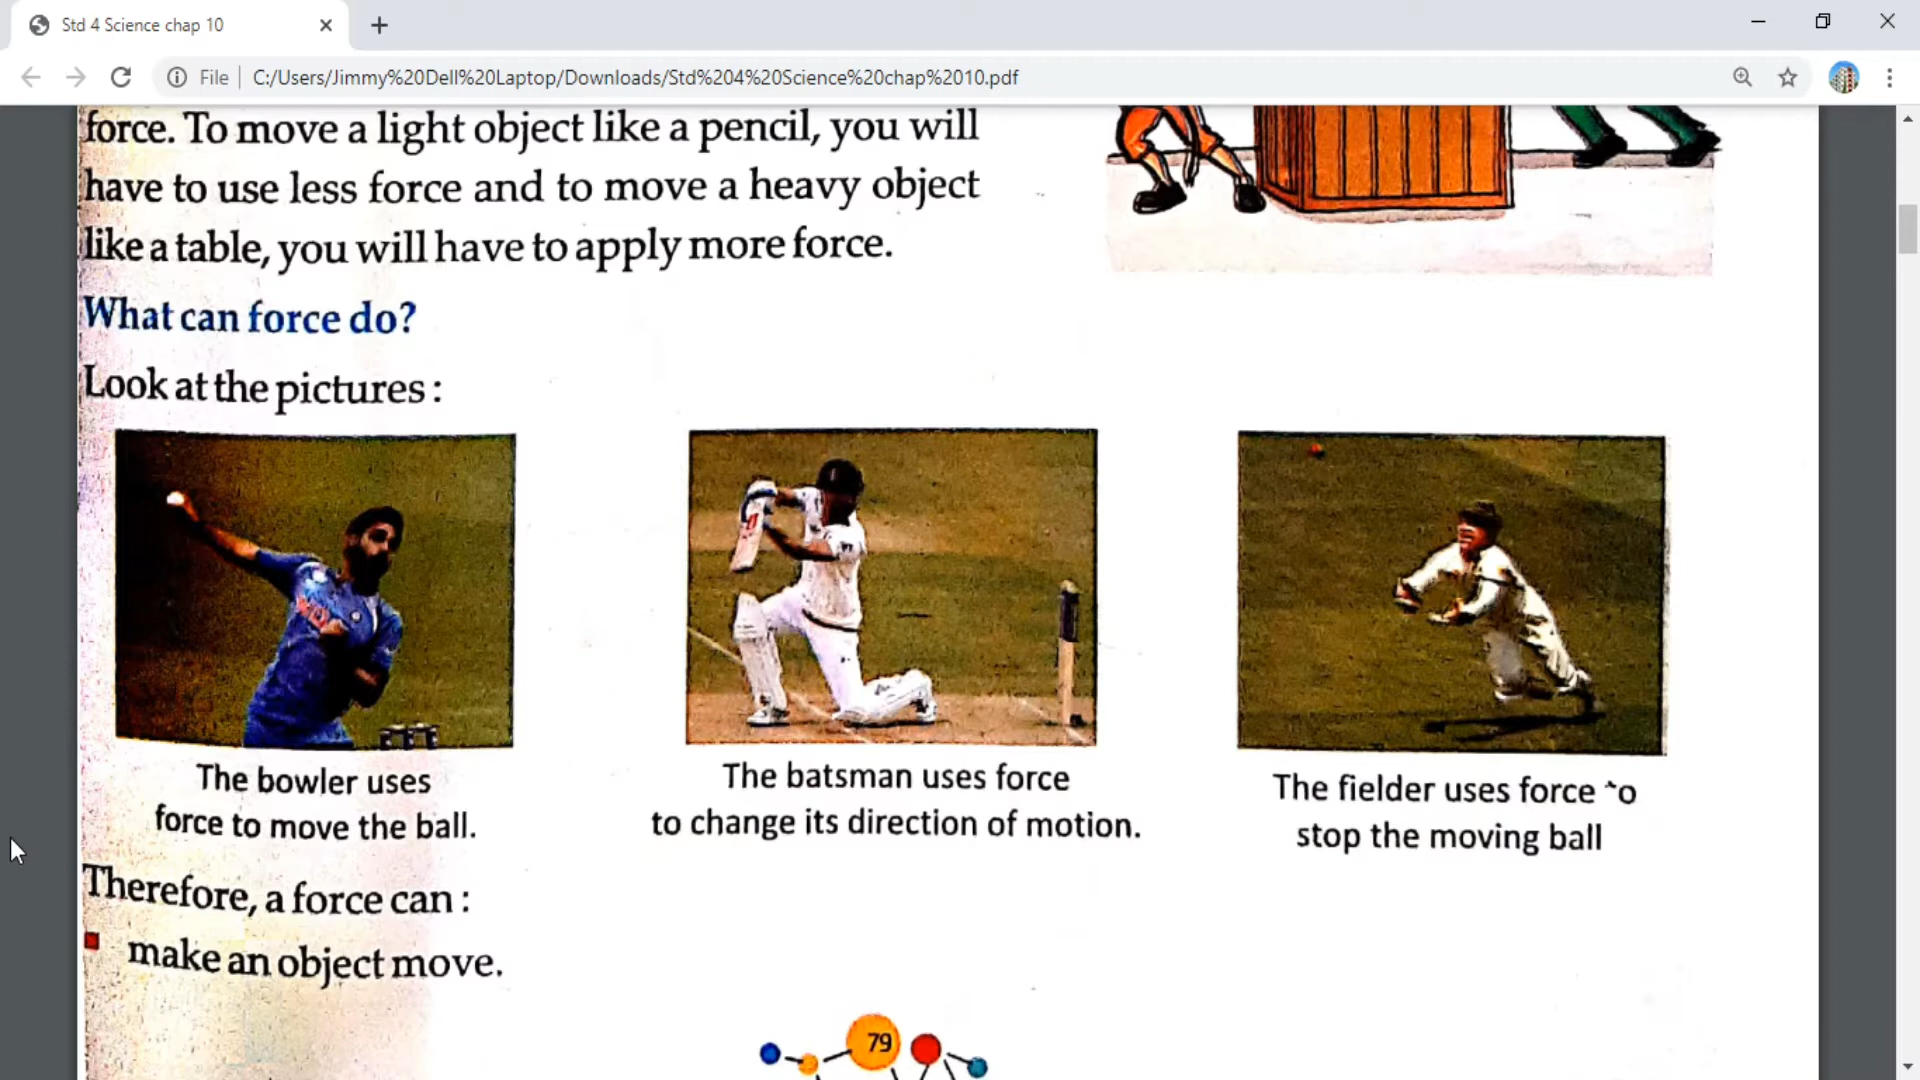 Std 4 Science chap 10
File
C:/Users/Jimmy%20Dell%20Laptop/Downloads/Std%204%20Science%20chap%2010.pdf
force. To move a light object like a pencil, you will
have to use less force and to move a heavy object
like a table, you will have to apply more force.
What can force do?
Look at the pictures :
The bowler uses
force to move the ball.
The batsman uses force
to change its direction of motion.
The fielder uses force
stop the moving ball
Therefore, a force can :
make an object move.
79